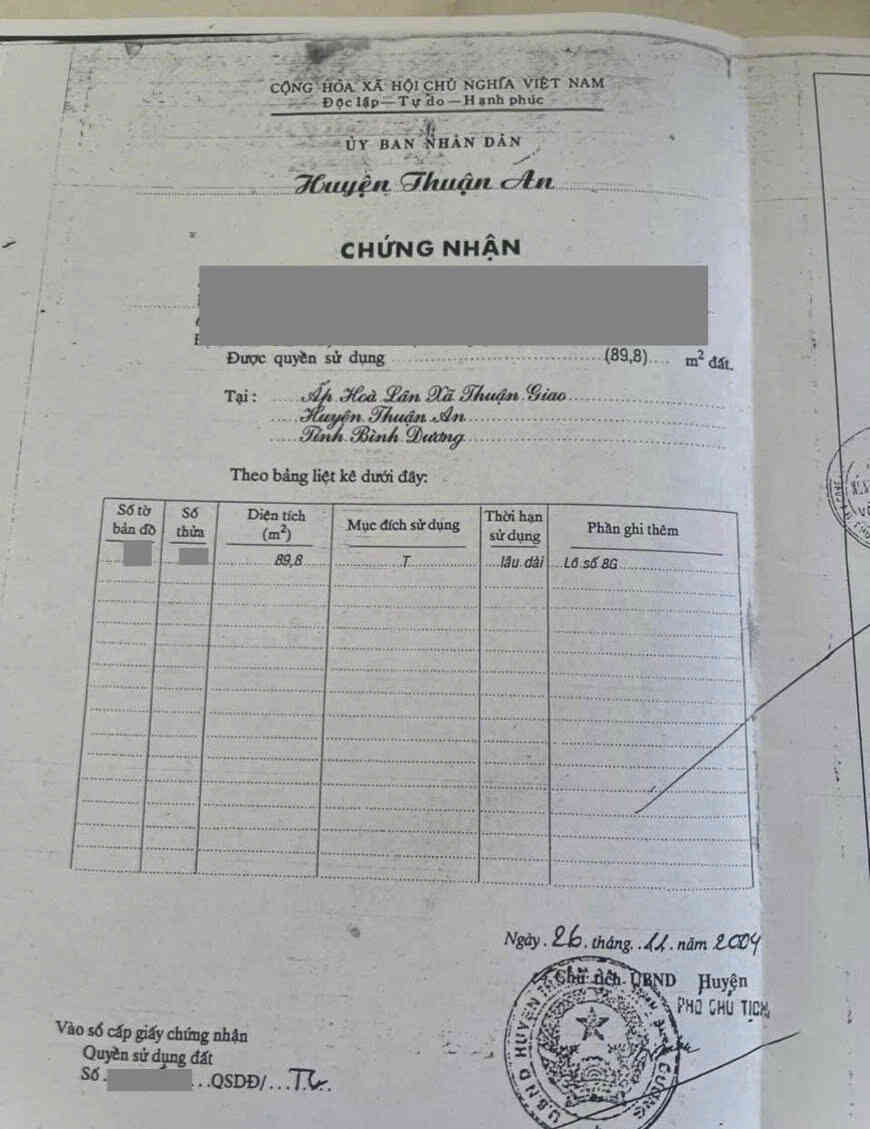 CỘNG HÒA XÃ HỘI CHỦ NGHĨA VIỆT NAM
Độc lập — Tự do — Hạnh phúc
ỦY BAN NHÂN DÂN
Huyện Thuận An
CHỨNG NHẬN
Được quyền sử dụng (89,8) m² đất.
Tại : Ấp Hoà Lân Xã Thuận Giao
Huyện Thuận An
Tỉnh Bình Dương
Theo bảng liệt kê dưới đây:
Số tờ bản đồ
Số thửa
Diện tích (m²)
Mục đích sử dụng
Thời hạn sử dụng
Phần ghi thêm
89,8 T lâu dài Lô số 8G
Ngày 26 tháng 11 năm 2004
Chủ tịch UBND Huyện
PHÓ CHỦ TỊCH
Vào sổ cấp giấy chứng nhận
Quyền sử dụng đất
Số QSDĐ/
U.B.N.D HUYỆN